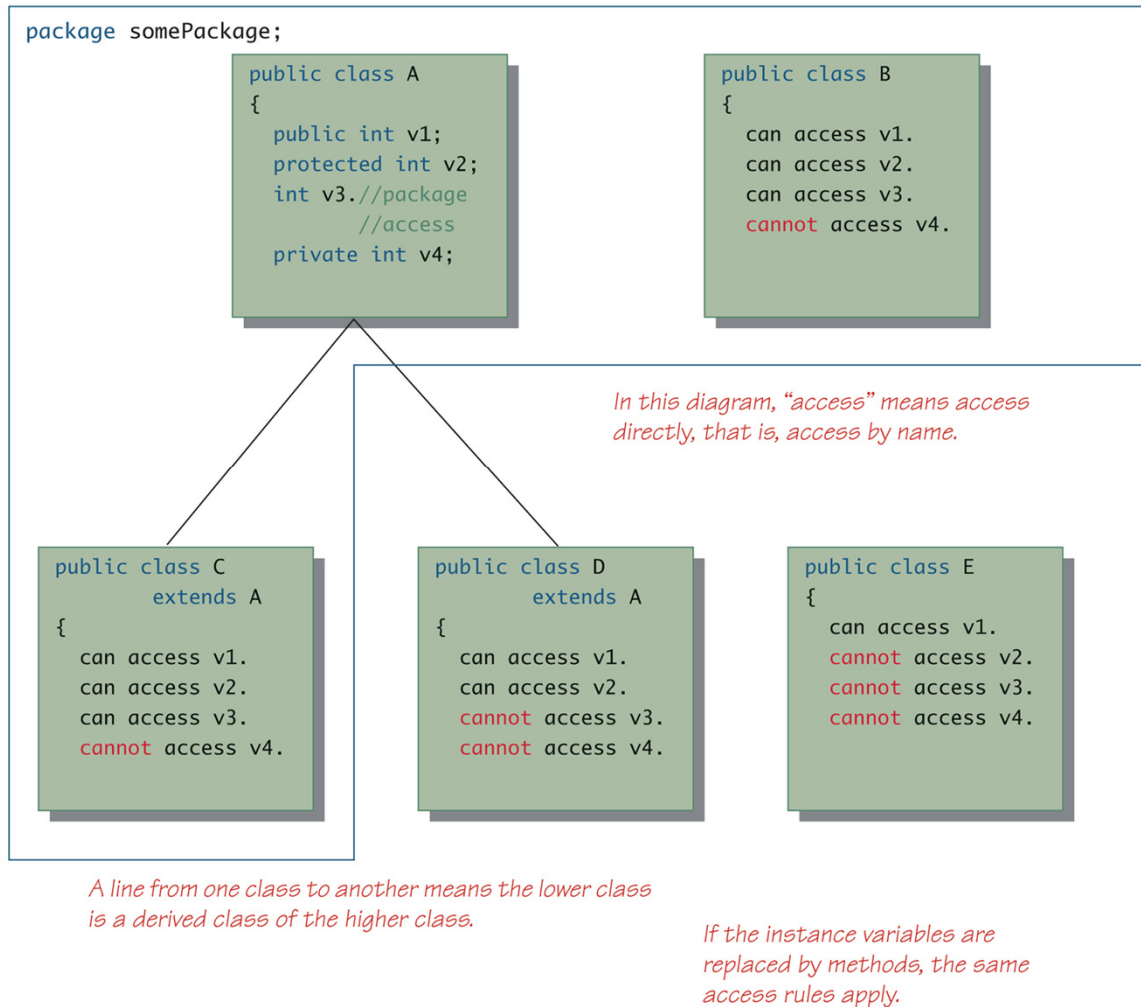 package somePackage;
public class A
{
public int v1;
protected int v2;
int v3.//package
//access
private int v4;
public class B
{
can access v1.
can access v2.
can access v3.
cannot access v4.
In this diagram, “access” means access
directly, that is, access by name.
public class C
extends A
{
can access v1.
can access v2.
can access v3.
cannot access v4.
public class D
extends A
{
can access v1.
can access v2.
cannot access v3.
cannot access v4.
public class E
{
can access v1.
cannot access v2.
cannot access v3.
cannot access v4.
A line from one class to another means the lower class
is a derived class of the higher class.
If the instance variables are
replaced by methods, the same
access rules apply.